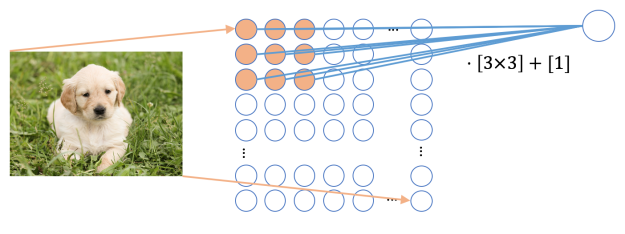 ...
· [3×3] + [1]
⋮
⋮
...